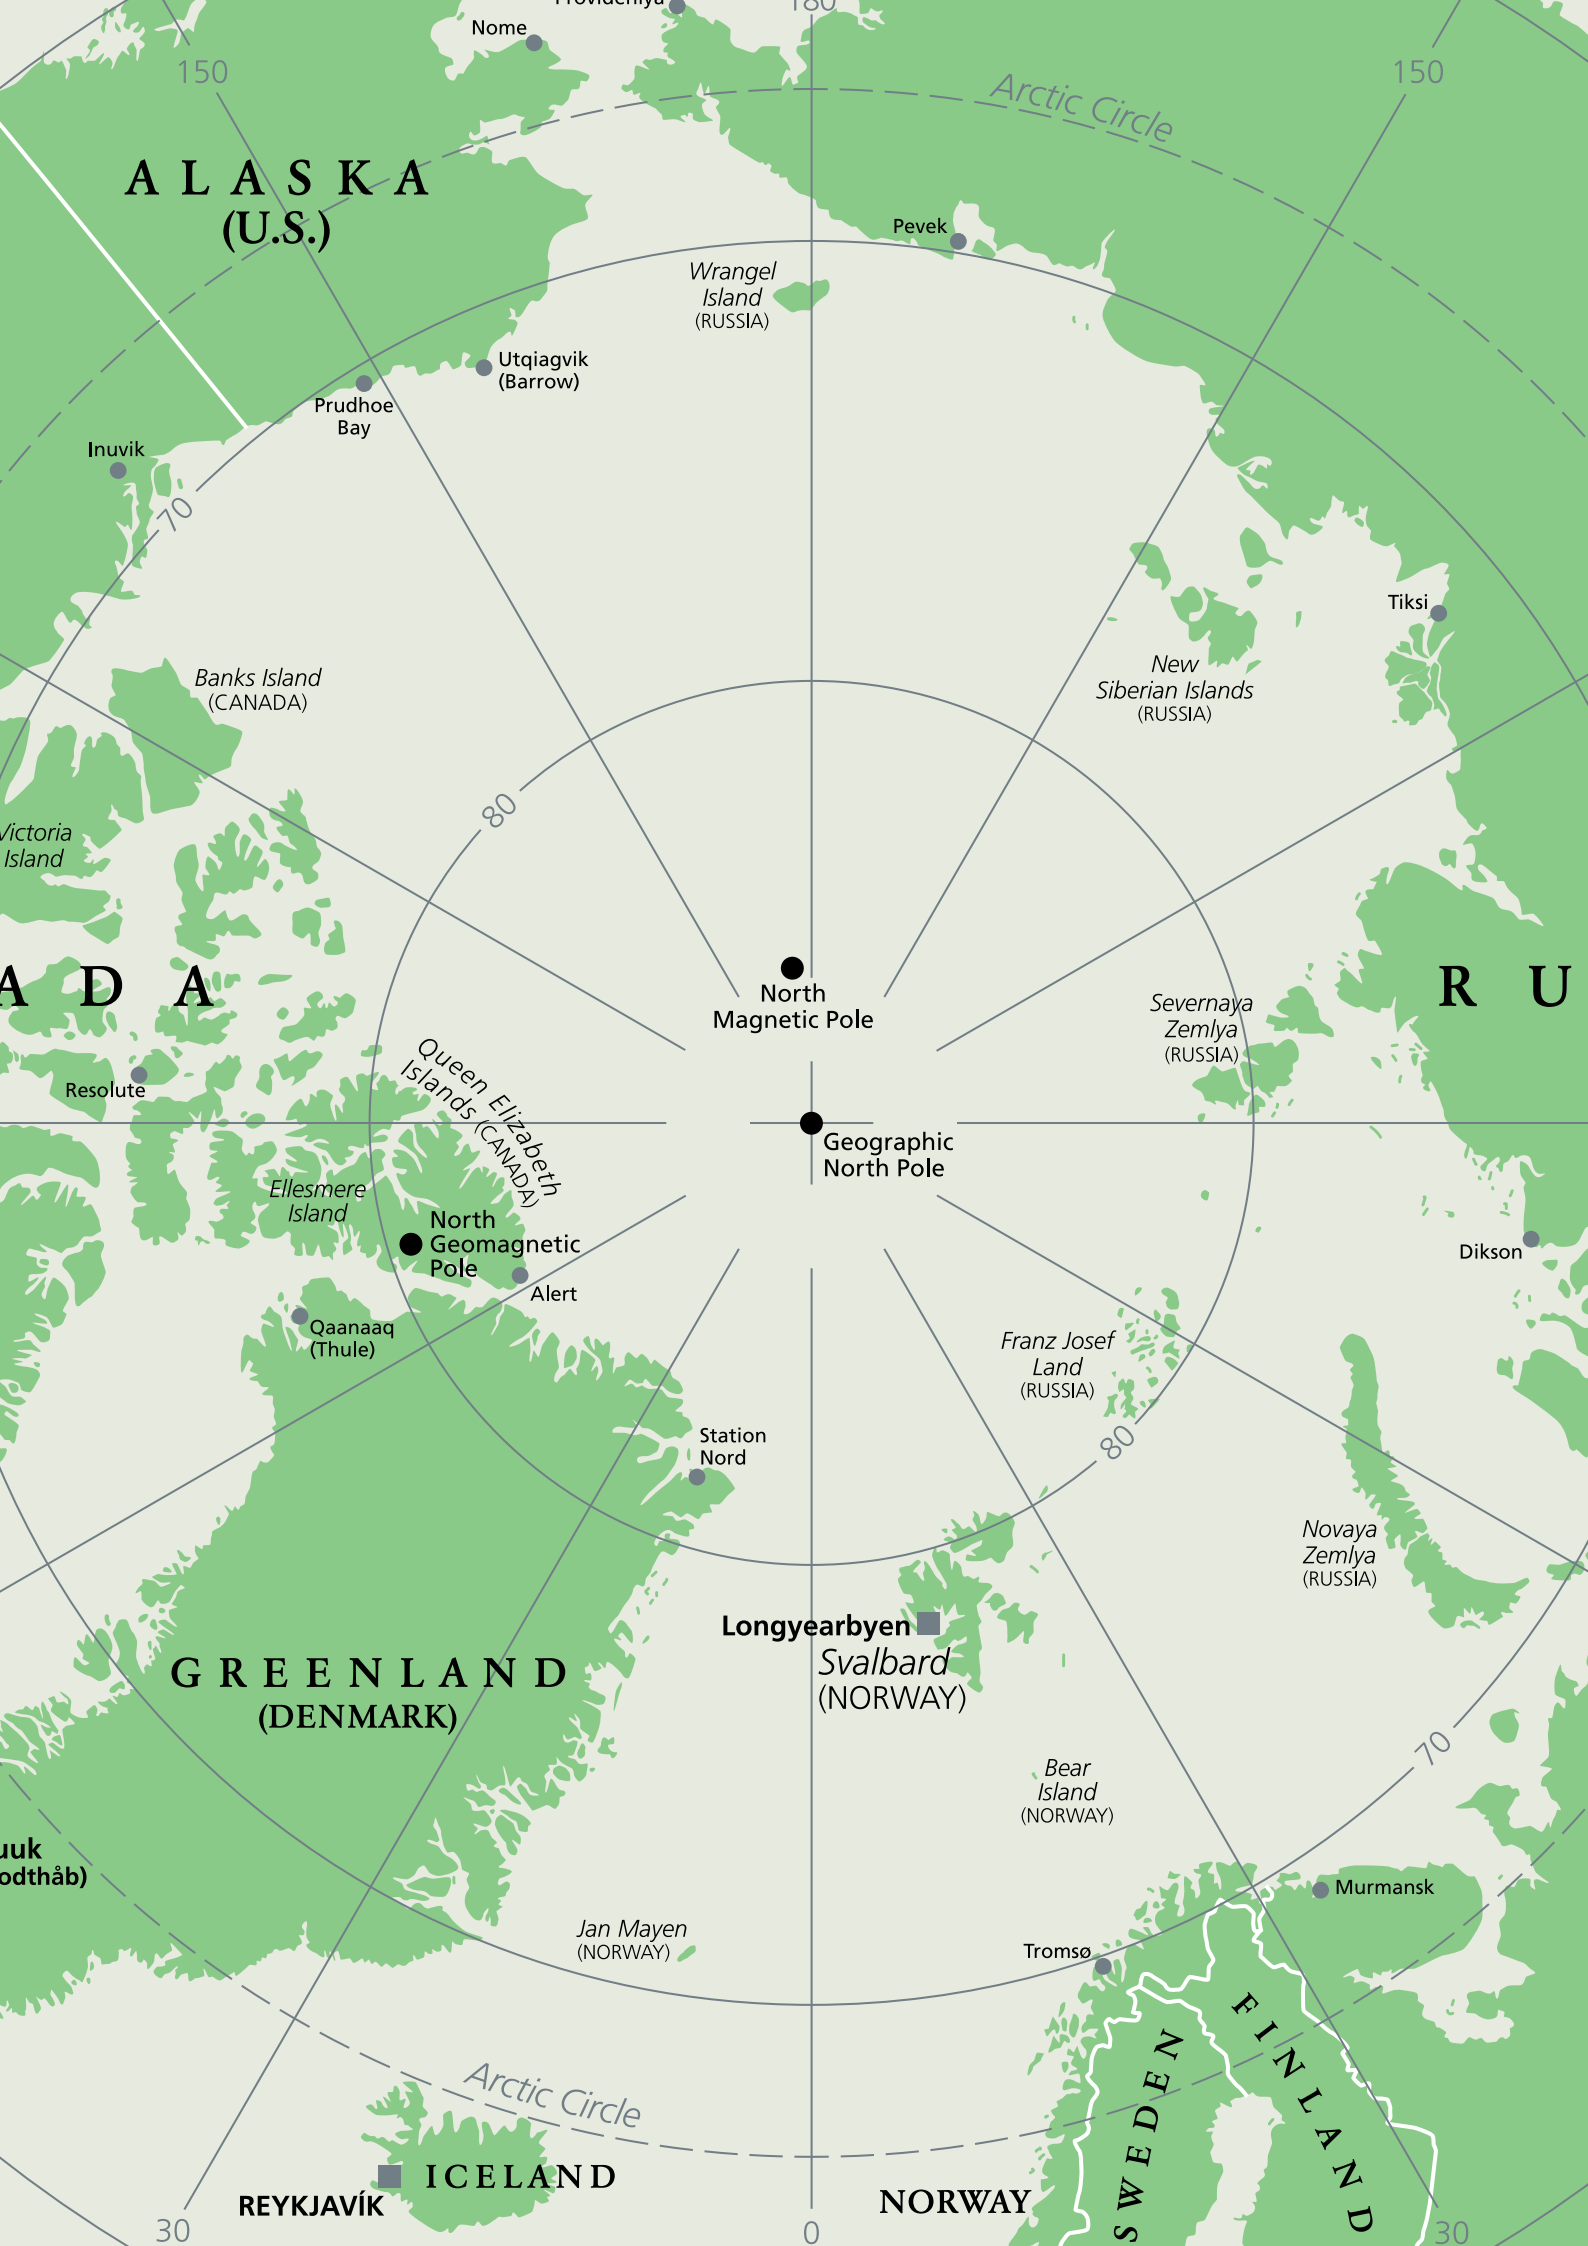 Nome
180
150
150
Arctic Circle
ALASKA
(U.S.)
Pevek
Wrangel
Island
(RUSSIA)
Utqiagvik
(Barrow)
Prudhoe
Bay
Inuvik
70
Tiksi
Banks Island
(CANADA)
New
Siberian Islands
(RUSSIA)
80
Victoria
Island
ADA
RU
North
Magnetic Pole
Severnaya
Zemlya
(RUSSIA)
Resolute
Queen Elizabeth
Islands (CANADA)
Geographic
North Pole
Ellesmere
Island
North
Geomagnetic
Pole
Alert
Dikson
Qaanaaq
(Thule)
Franz Josef
Land
(RUSSIA)
80
Station
Nord
Novaya
Zemlya
(RUSSIA)
Longyearbyen
Svalbard
(NORWAY)
GREENLAND
(DENMARK)
70
Bear
Island
(NORWAY)
uuk
odthåb)
Murmansk
Jan Mayen
(NORWAY)
Tromsø
FINLAND
SWEDEN
Arctic Circle
ICELAND
REYKJAVÍK
NORWAY
30
0
30